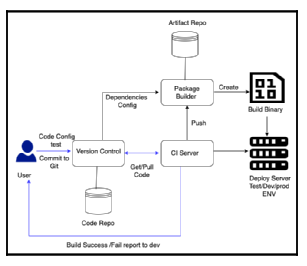 Artifact Repo
Dependencies
Config
Package
Builder
Create
Build Binary
Code Config
test
Commit to
Git
User
Version Control
Get/Pull
Code
Push
CI Server
Deploy Server
Test/Dev/prod
ENV
Code Repo
Build Success /Fail report to dev